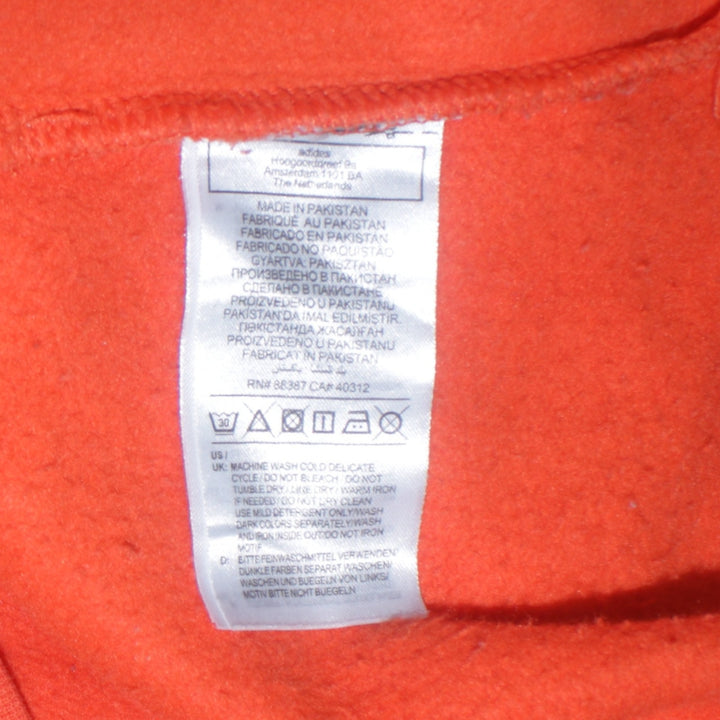 adidas
Hoogoorddreef 9a
Amsterdam 1101 BA
The Netherlands
MADE IN PAKISTAN
FABRIQUÉ AU PAKISTAN
FABRICADO EN PAKISTAN
FABRICADO NO PAQUISTÃO
GYÁRTVA: PAKISZTÁN
ПРОИЗВЕДЕНО В ПАКИСТАН
СДЕЛАНО В ПАКИСТАНЕ
PROIZVEDENO U PAKISTANU
PAKİSTAN'DA İMAL EDİLMİŞTİR.
ПӘКІСТАНДА ЖАСАЛҒАН
PROIZVEDENO U PAKISTANU
FABRICAT IN PAKISTAN
RN# 88387 CA# 40312
30
US /
UK: MACHINE WASH COLD DELICATE
CYCLE/ DO NOT BLEACH / DO NOT
TUMBLE DRY / LINE DRY / WARM IRON
IF NEEDED/ DO NOT DRY CLEAN
USE MILD DETERGENT ONLY/WASH
DARK COLORS SEPARATELY/WASH
AND IRON INSIDE OUT/DO NOT IRON
MOTIF
D: BITTE FEINWASCHMITTEL VERWENDEN/
DUNKLE FARBEN SEPARAT WASCHEN/
WASCHEN UND BUEGELN VON LINKS/
MOTIV BITTE NICHT BUEGELN